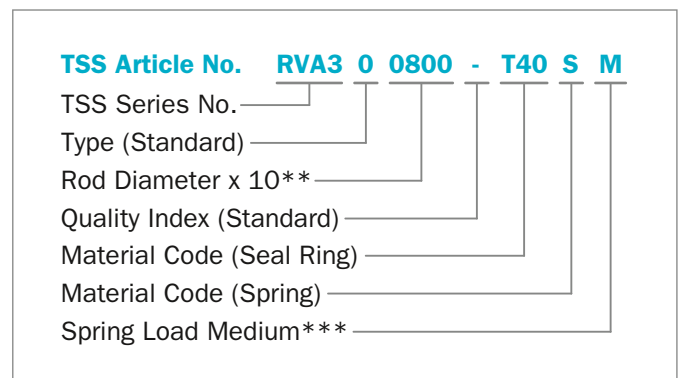 TSS Article No. RVA3 0 0800 - T40 S M
TSS Series No.
Type (Standard)
Rod Diameter x 10**
Quality Index (Standard)
Material Code (Seal Ring)
Material Code (Spring)
Spring Load Medium***